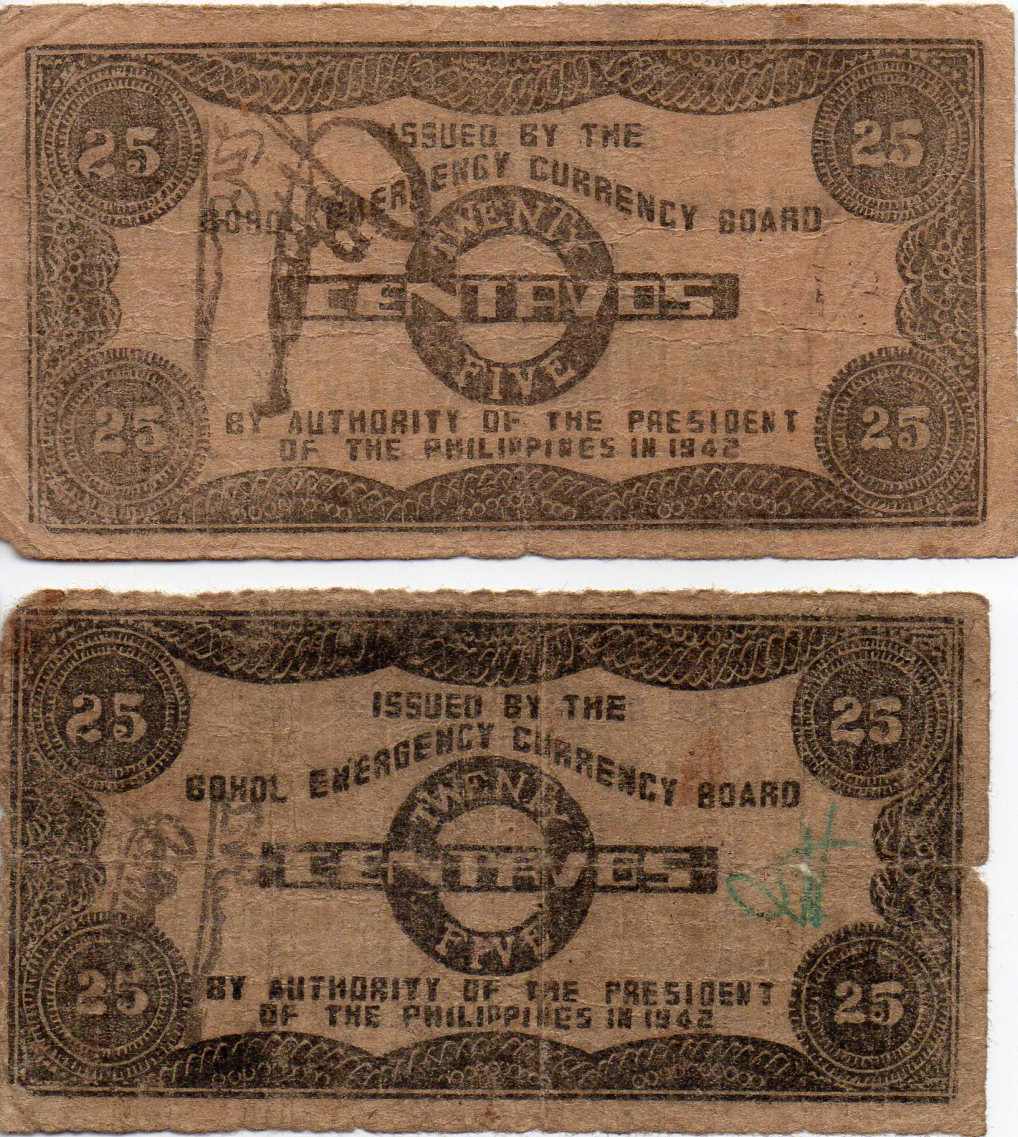 25 25
ISSUED BY THE
BOHOL EMERGENCY CURRENCY BOARD
TWENTY
CENTAVOS
FIVE
25 25
BY AUTHORITY OF THE PRESIDENT
OF THE PHILIPPINES IN 1942
25 25
ISSUED BY THE
BOHOL EMERGENCY CURRENCY BOARD
TWENTY
CENTAVOS
FIVE
25 25
BY AUTHORITY OF THE PRESIDENT
OF THE PHILIPPINES IN 1942